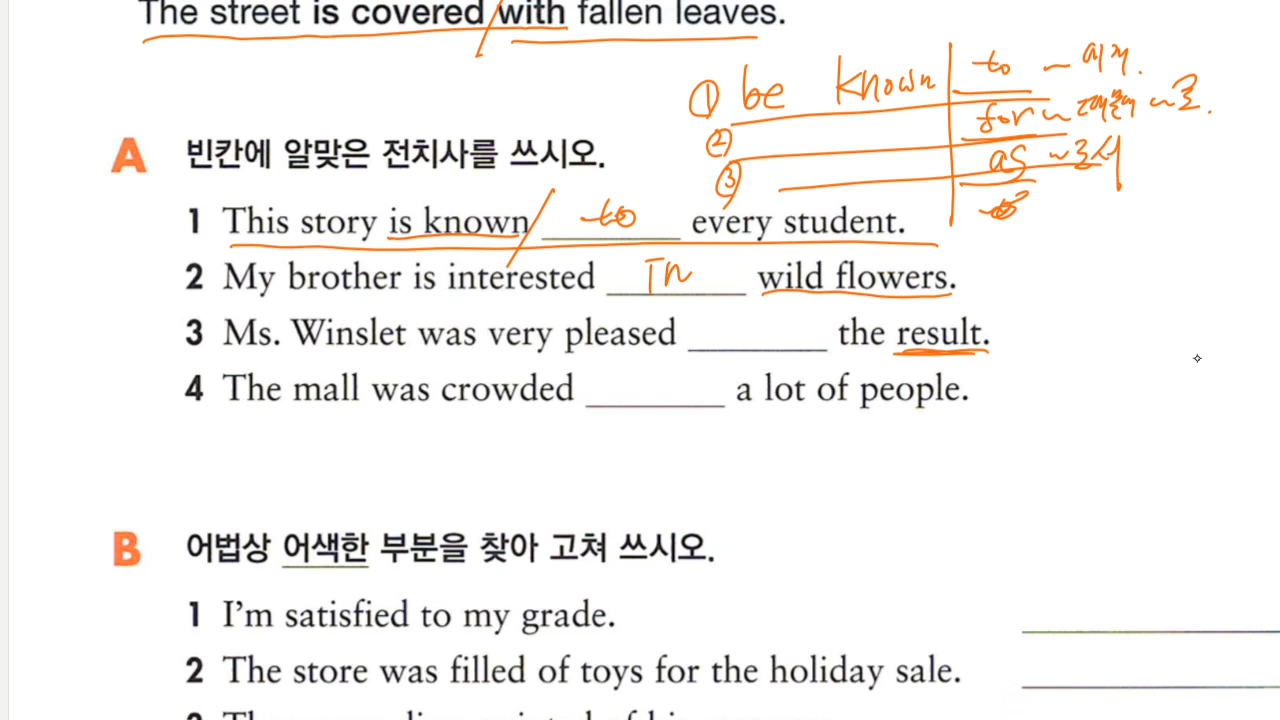 The street is covered with fallen leaves.
① be known to ~에게.
② for ~ 때문에 ~로.
③ as ~로서
A 빈칸에 알맞은 전치사를 쓰시오.
1 This story is known to every student.
2 My brother is interested in wild flowers.
3 Ms. Winslet was very pleased ________ the result.
4 The mall was crowded ________ a lot of people.
B 어법상 어색한 부분을 찾아 고쳐 쓰시오.
1 I'm satisfied to my grade.
2 The store was filled of toys for the holiday sale.